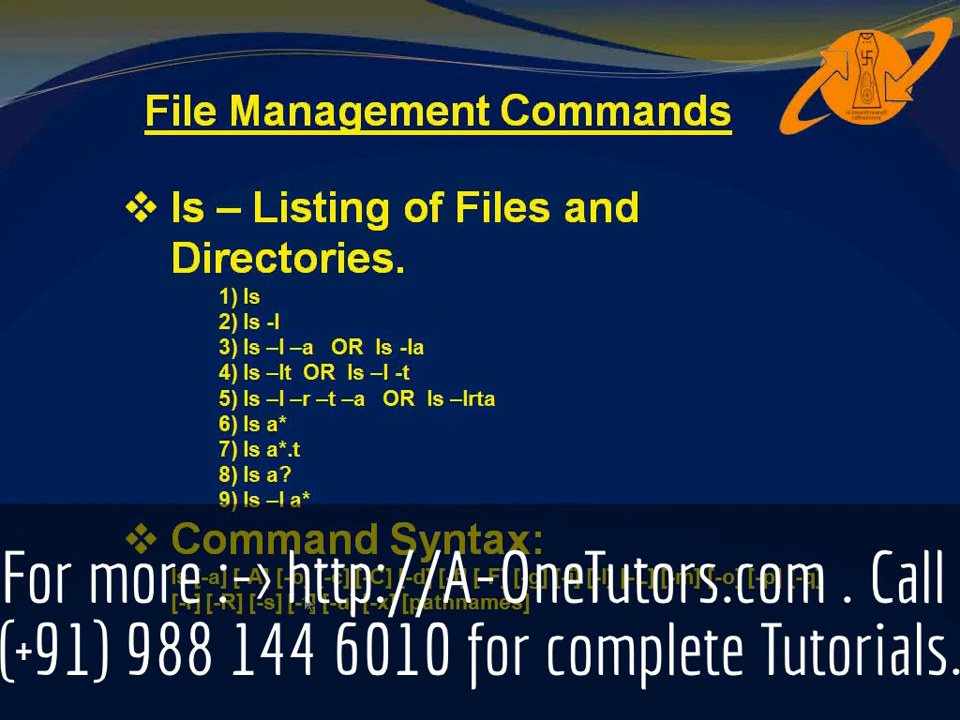 File Management Commands
❖ ls – Listing of Files and
Directories.
1) ls
2) ls -l
3) ls –l –a OR ls -la
4) ls –lt OR ls –l -t
5) ls –l –r –t –a OR ls –lrta
6) ls a*
7) ls a*.t
8) ls a?
9) ls –l a*
❖ Command Syntax:
[-R] [-s] [-u] [-x] [pathnames]
For more :-> http://A-OneTutors.com . Call
(+91) 988 144 6010 for complete Tutorials.